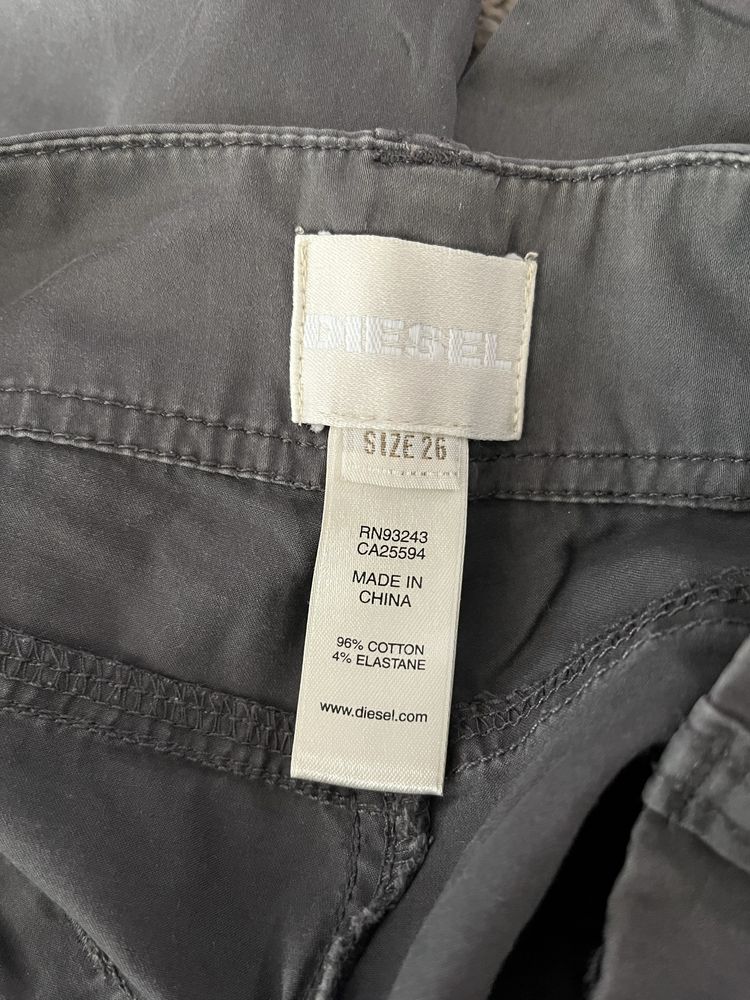 DIESEL
SIZE 26
RN93243
CA25594
MADE IN
CHINA
96% COTTON
4% ELASTANE
www.diesel.com